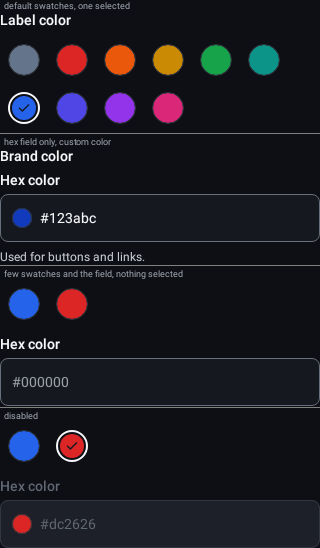 default swatches, one selected
Label color
hex field only, custom color
Brand color
Hex color
#123abc
Used for buttons and links.
few swatches and the field, nothing selected
Hex color
#000000
disabled
Hex color
#dc2626